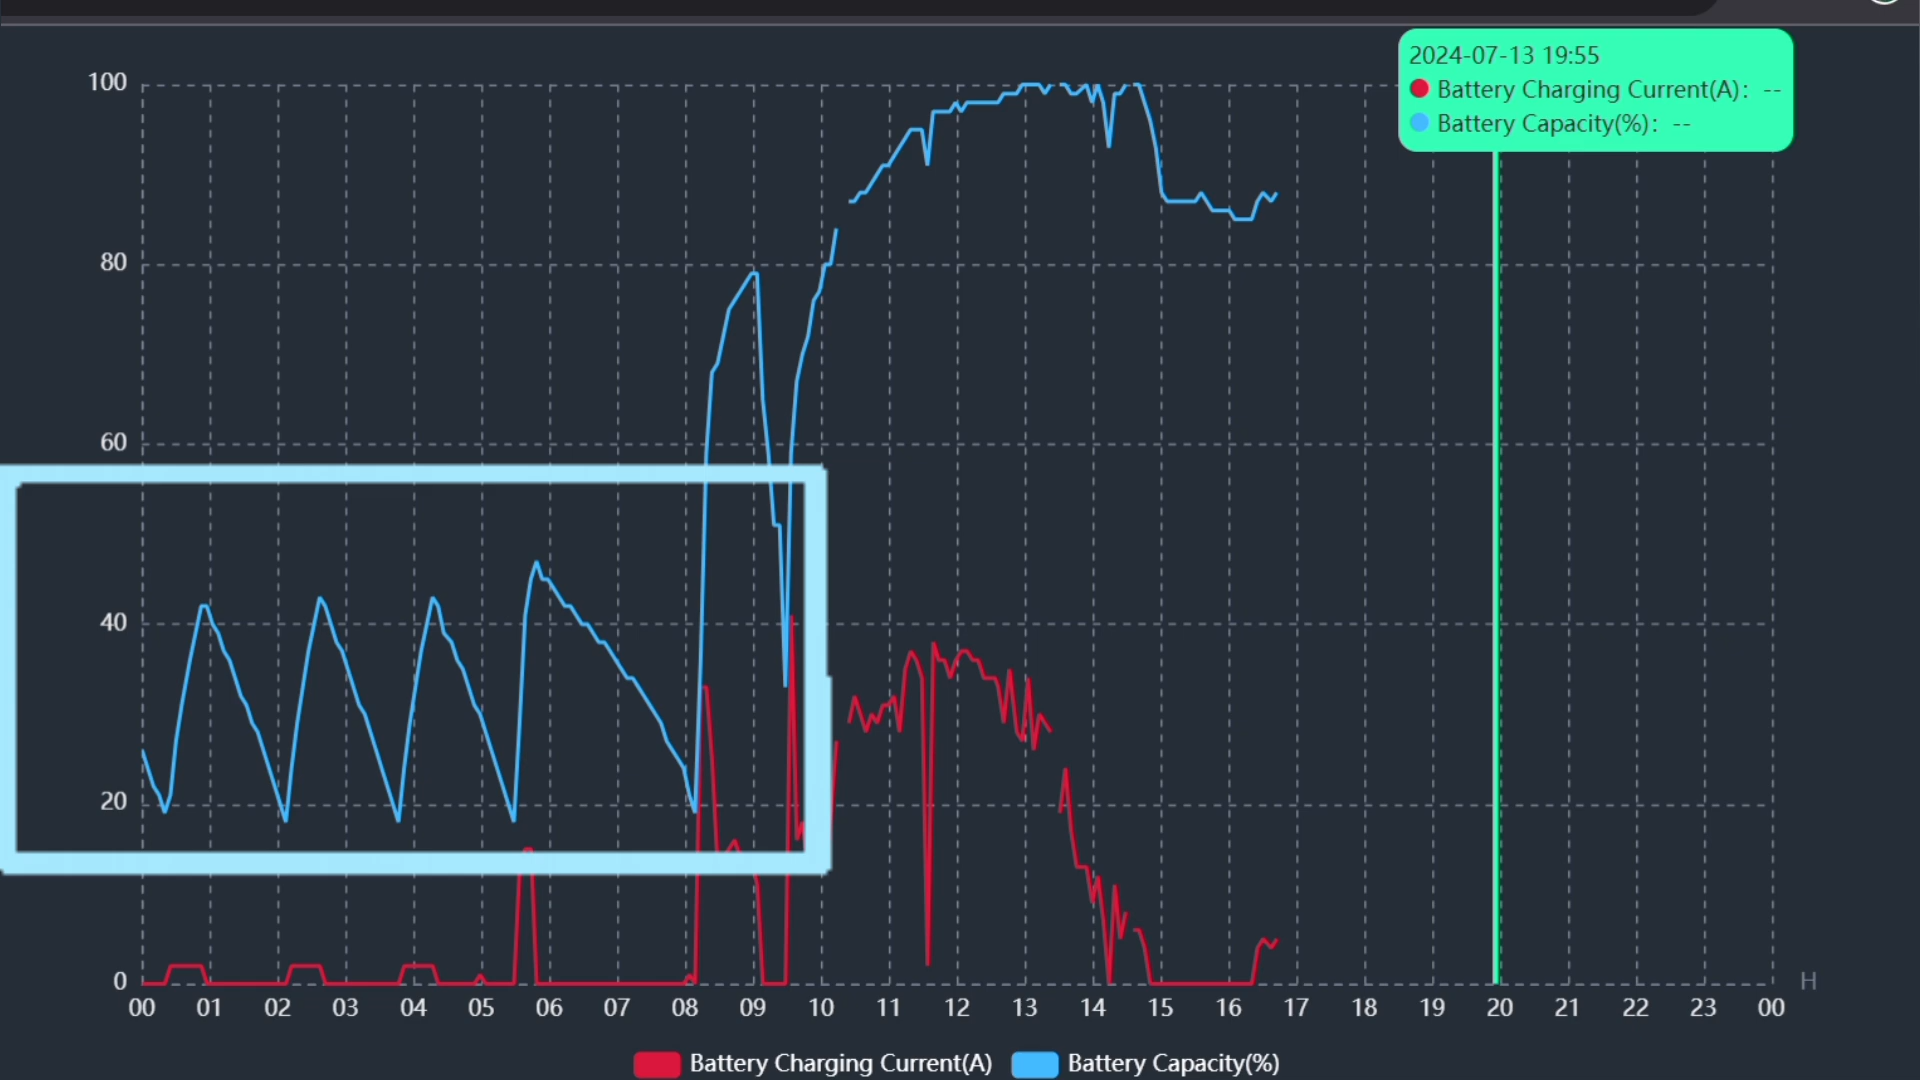 2024-07-13 19:55
Battery Charging Current(A): --
Battery Capacity(%): --
100
80
60
40
20
0
00 01 02 03 04 05 06 07 08 09 10 11 12 13 14 15 16 17 18 19 20 21 22 23 00
H
Battery Charging Current(A) Battery Capacity(%)